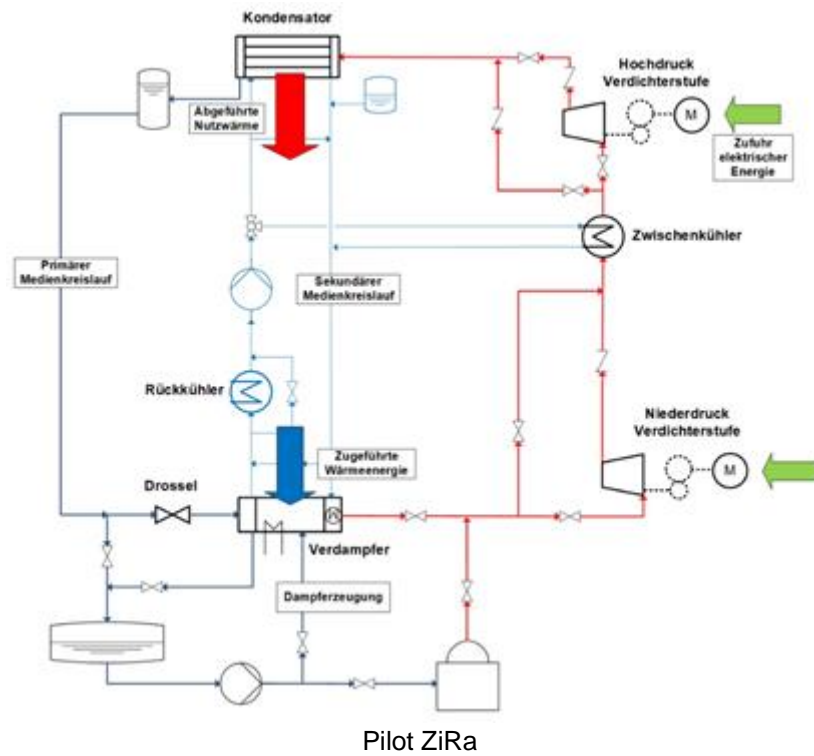 Kondensator
Hochdruck
Verdichterstufe
M
Abgeführte
Nutzwärme
Zufuhr
elektrischer
Energie
Zwischenkühler
Primärer
Medienkreislauf
Sekundärer
Medienkreislauf
Rückkühler
Niederdruck
Verdichterstufe
M
Zugeführte
Wärmeenergie
Drossel
Verdampfer
Dampferzeugung
Pilot ZiRa